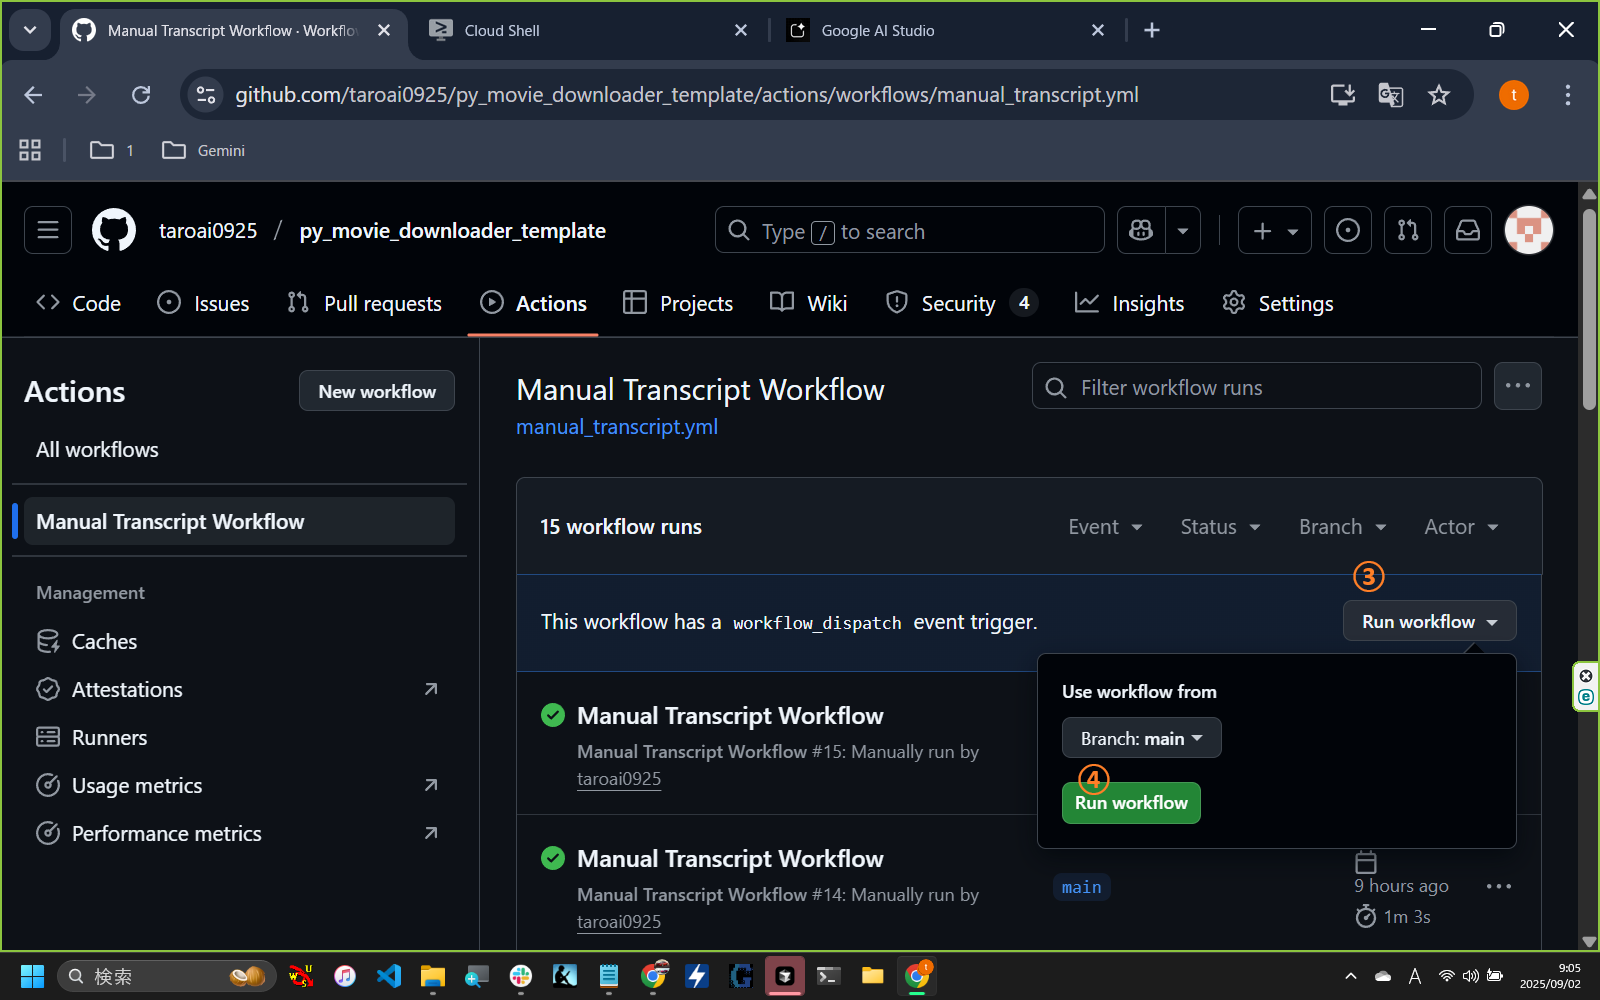 Manual Transcript Workflow · Workflow
Cloud Shell
Google AI Studio
github.com/taroai0925/py_movie_downloader_template/actions/workflows/manual_transcript.yml
t
1
Gemini
taroai0925 / py_movie_downloader_template
Type / to search
Code
Issues
Pull requests
Actions
Projects
Wiki
Security 4
Insights
Settings
Actions
New workflow
All workflows
Manual Transcript Workflow
Management
Caches
Attestations
Runners
Usage metrics
Performance metrics
Manual Transcript Workflow
manual_transcript.yml
Filter workflow runs
15 workflow runs
Event
Status
Branch
Actor
③
This workflow has a workflow_dispatch event trigger.
Run workflow
Use workflow from
Branch: main
④
Run workflow
Manual Transcript Workflow
Manual Transcript Workflow #15: Manually run by
taroai0925
Manual Transcript Workflow
Manual Transcript Workflow #14: Manually run by
taroai0925
main
9 hours ago
1m 3s
検索
A
9:05
2025/09/02